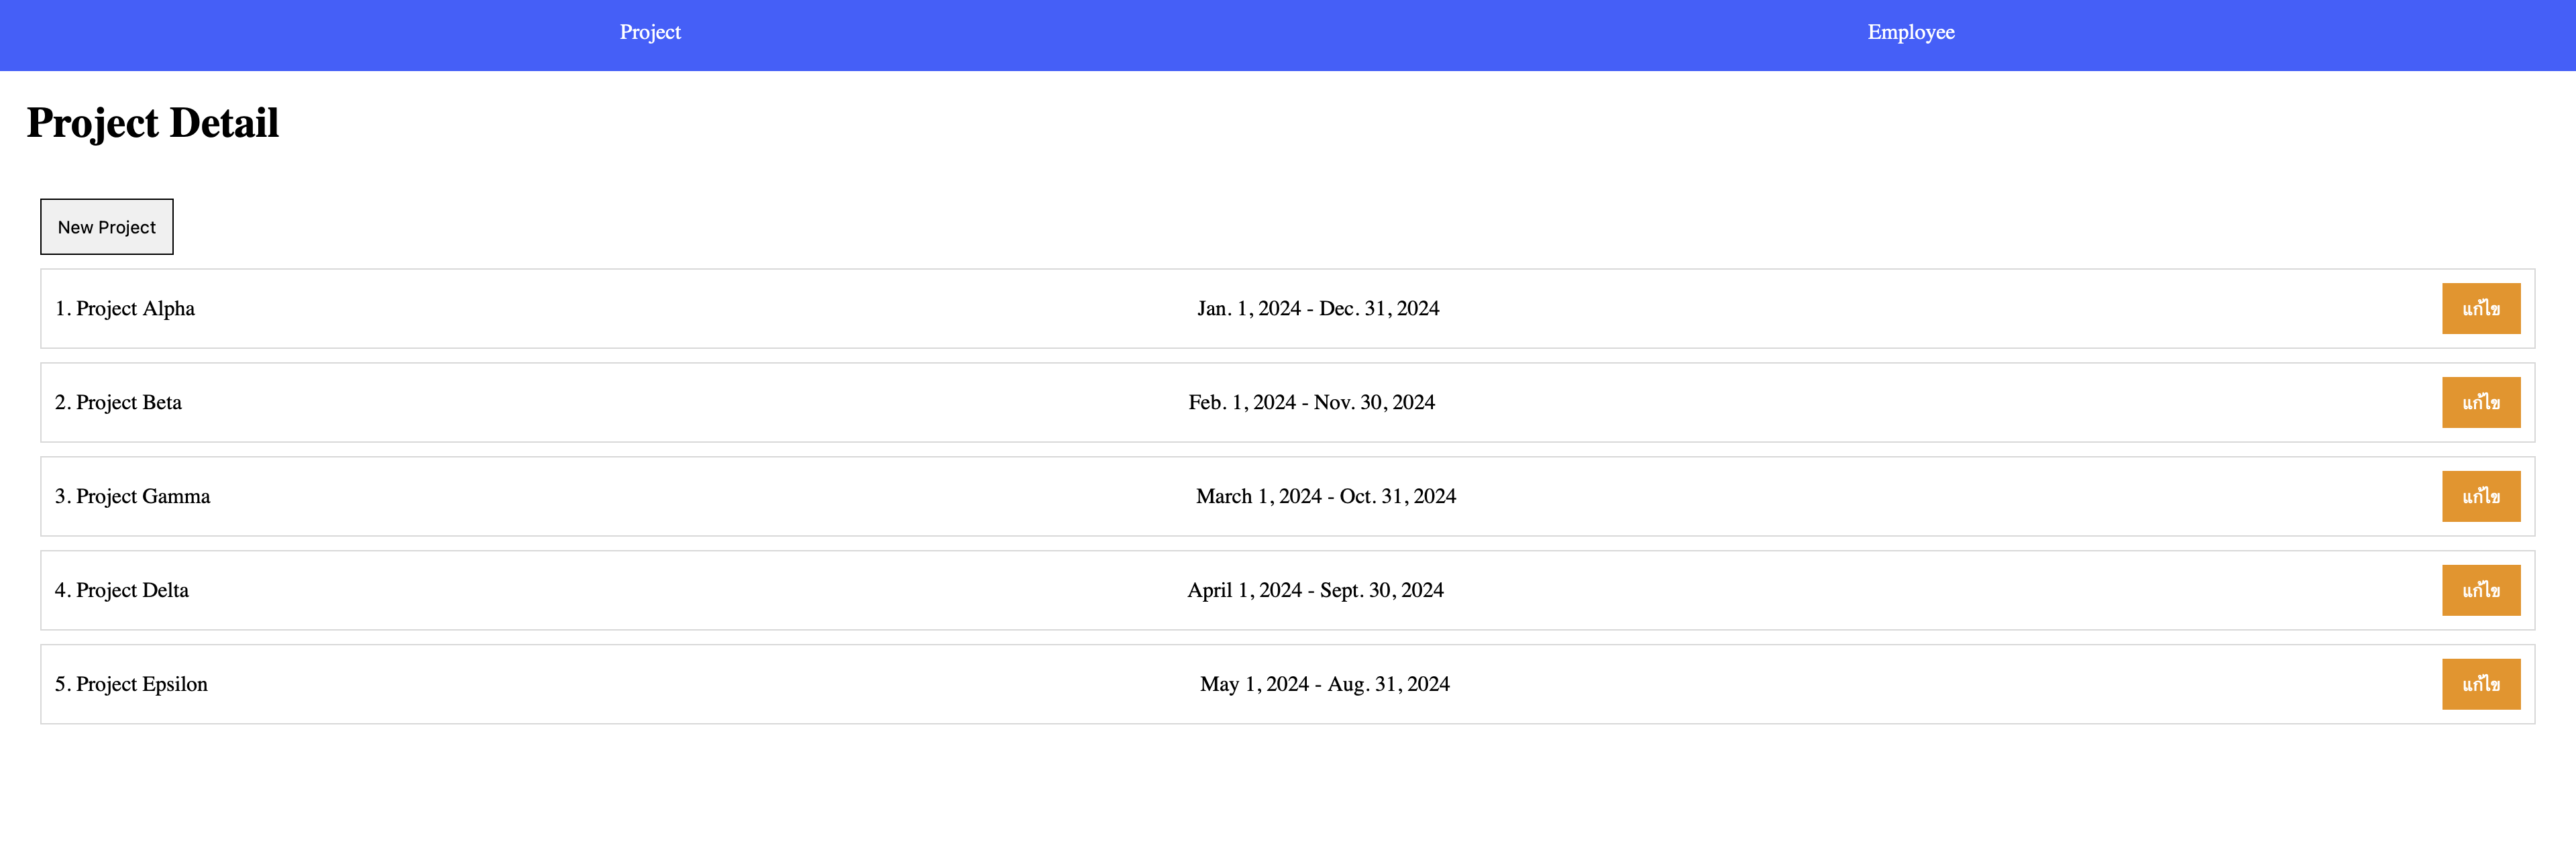 Project Employee
Project Detail
New Project
1. Project Alpha Jan. 1, 2024 - Dec. 31, 2024 แก้ไข
2. Project Beta Feb. 1, 2024 - Nov. 30, 2024 แก้ไข
3. Project Gamma March 1, 2024 - Oct. 31, 2024 แก้ไข
4. Project Delta April 1, 2024 - Sept. 30, 2024 แก้ไข
5. Project Epsilon May 1, 2024 - Aug. 31, 2024 แก้ไข